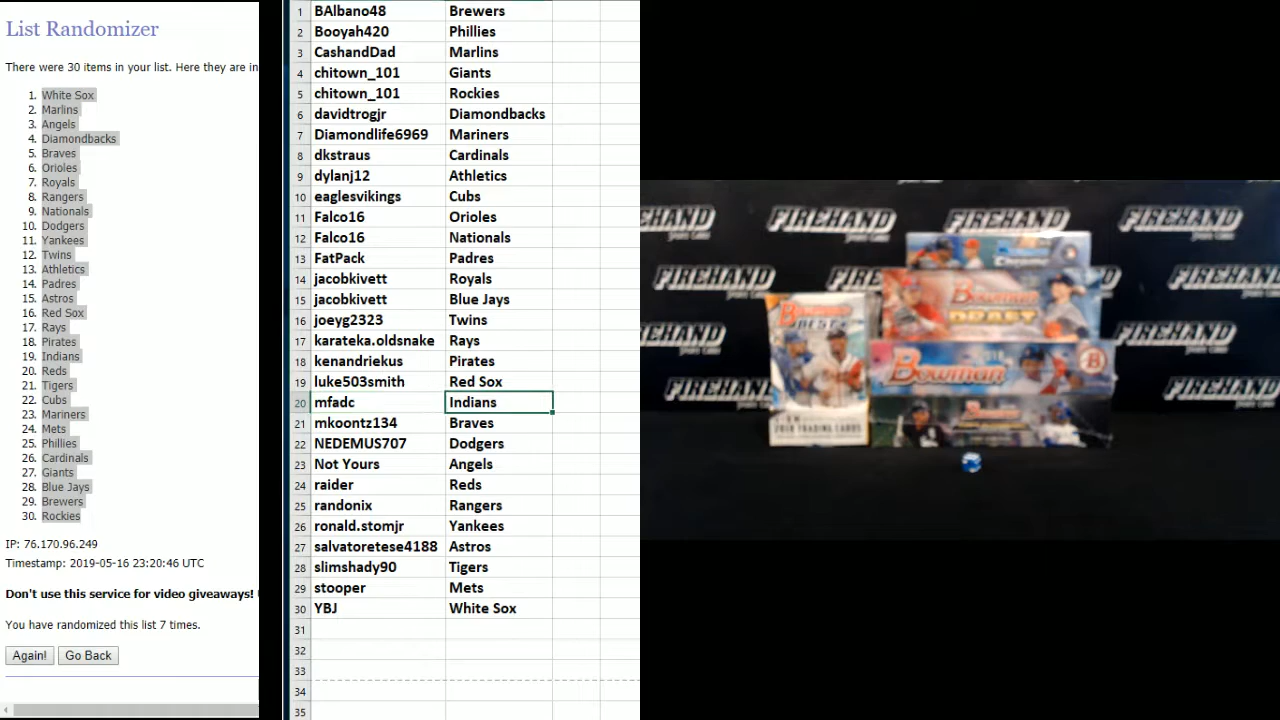 List Randomizer
There were 30 items in your list. Here they are in
1. White Sox
2. Marlins
3. Angels
4. Diamondbacks
5. Braves
6. Orioles
7. Royals
8. Rangers
9. Nationals
10. Dodgers
11. Yankees
12. Twins
13. Athletics
14. Padres
15. Astros
16. Red Sox
17. Rays
18. Pirates
19. Indians
20. Reds
21. Tigers
22. Cubs
23. Mariners
24. Mets
25. Phillies
26. Cardinals
27. Giants
28. Blue Jays
29. Brewers
30. Rockies
IP: 76.170.96.249
Timestamp: 2019-05-16 23:20:46 UTC
Don't use this service for video giveaways!
You have randomized this list 7 times.
Again! Go Back
1 BAlbano48 Brewers
2 Booyah420 Phillies
3 CashandDad Marlins
4 chitown_101 Giants
5 chitown_101 Rockies
6 davidtrogjr Diamondbacks
7 Diamondlife6969 Mariners
8 dkstraus Cardinals
9 dylanj12 Athletics
10 eaglesvikings Cubs
11 Falco16 Orioles
12 Falco16 Nationals
13 FatPack Padres
14 jacobkivett Royals
15 jacobkivett Blue Jays
16 joeyg2323 Twins
17 karateka.oldsnake Rays
18 kenandriekus Pirates
19 luke503smith Red Sox
20 mfadc Indians
21 mkoontz134 Braves
22 NEDEMUS707 Dodgers
23 Not Yours Angels
24 raider Reds
25 randonix Rangers
26 ronald.stomjr Yankees
27 salvatoretese4188 Astros
28 slimshady90 Tigers
29 stooper Mets
30 YBJ White Sox
31
32
33
34
35
FIREHAND FIREHAND FIREHAND
FIREHAND FIREHAND
FIREHAND FIREHAND
Chrome
Bowman
DRAFT
Bowman
BEST
Bowman
2018 TRADING CARDS